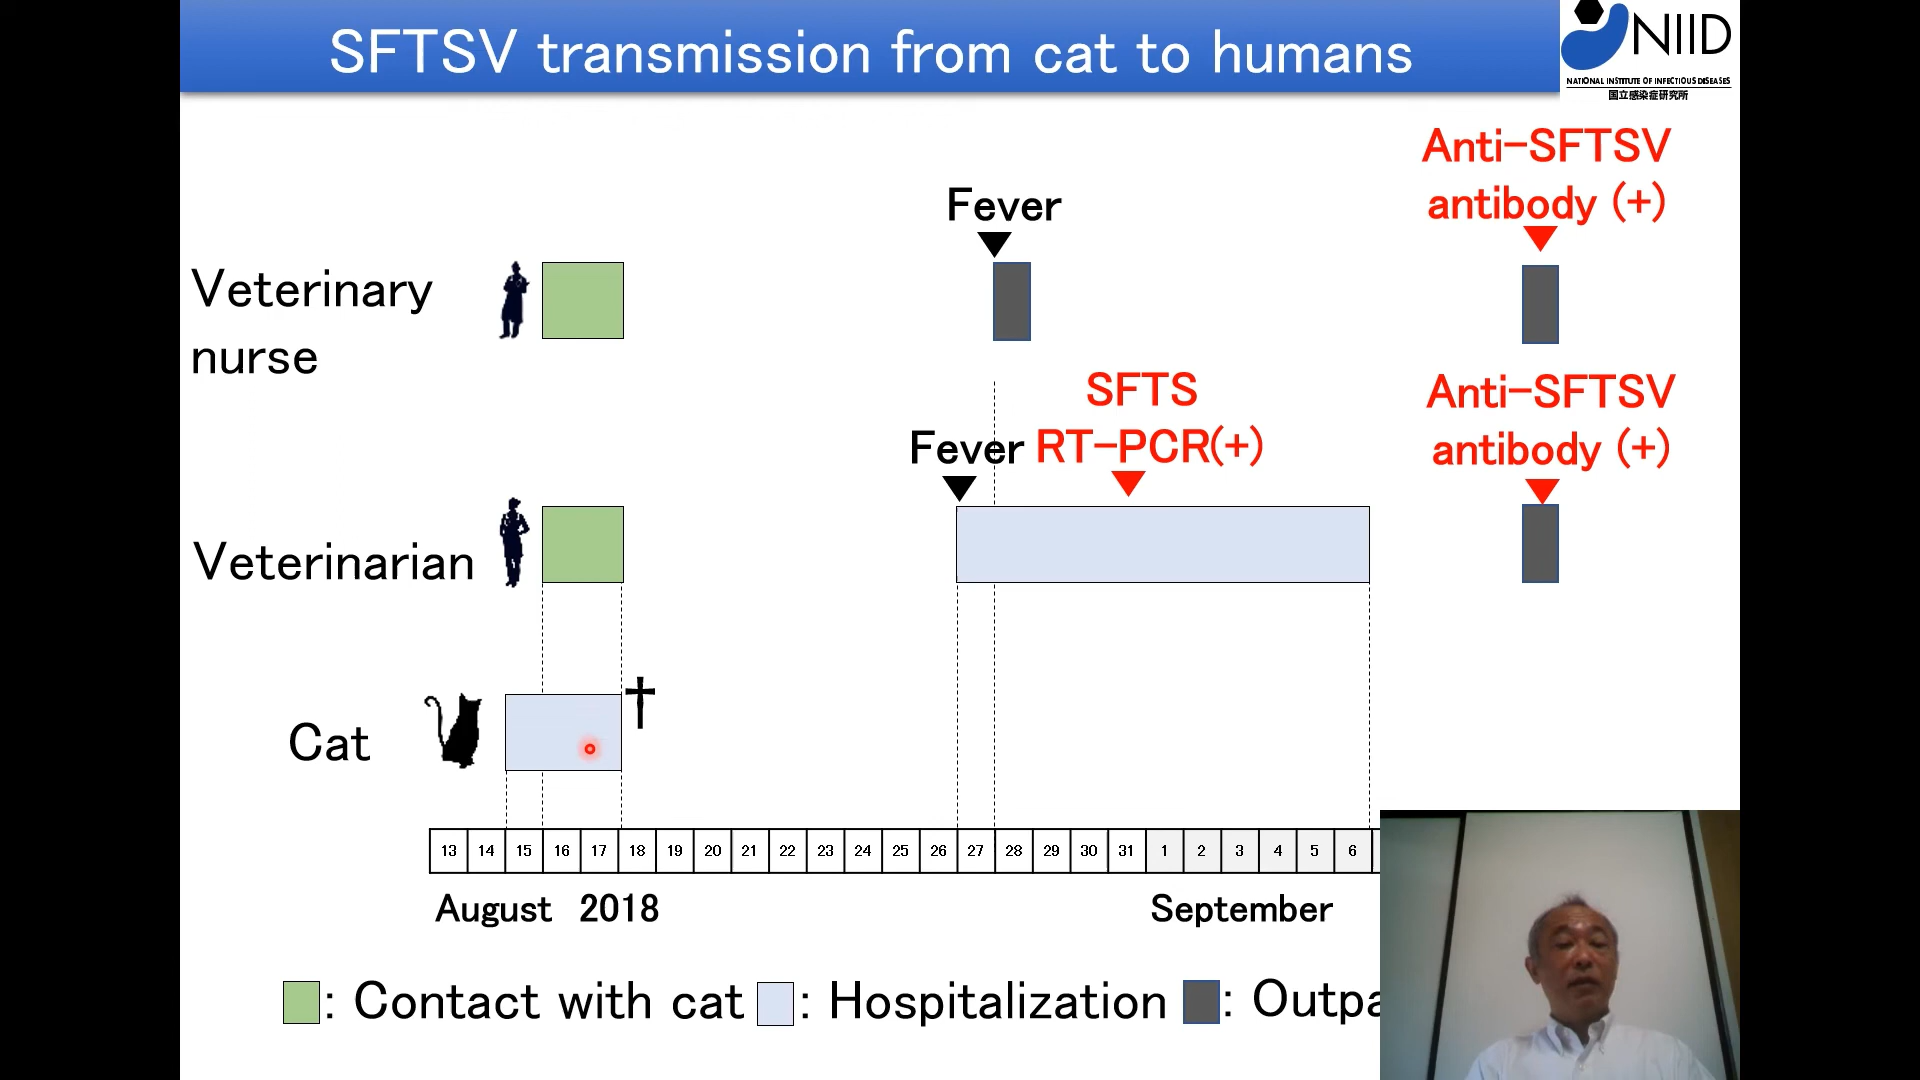 SFTSV transmission from cat to humans
NIID
NATIONAL INSTITUTE OF INFECTIOUS DISEASES
国立感染症研究所
Anti-SFTSV
antibody (+)
Fever
Veterinary
nurse
SFTS
RT-PCR(+)
Fever
Anti-SFTSV
antibody (+)
Veterinarian
†
Cat
13 14 15 16 17 18 19 20 21 22 23 24 25 26 27 28 29 30 31 1 2 3 4 5 6
August 2018 September
: Contact with cat : Hospitalization : Outpa